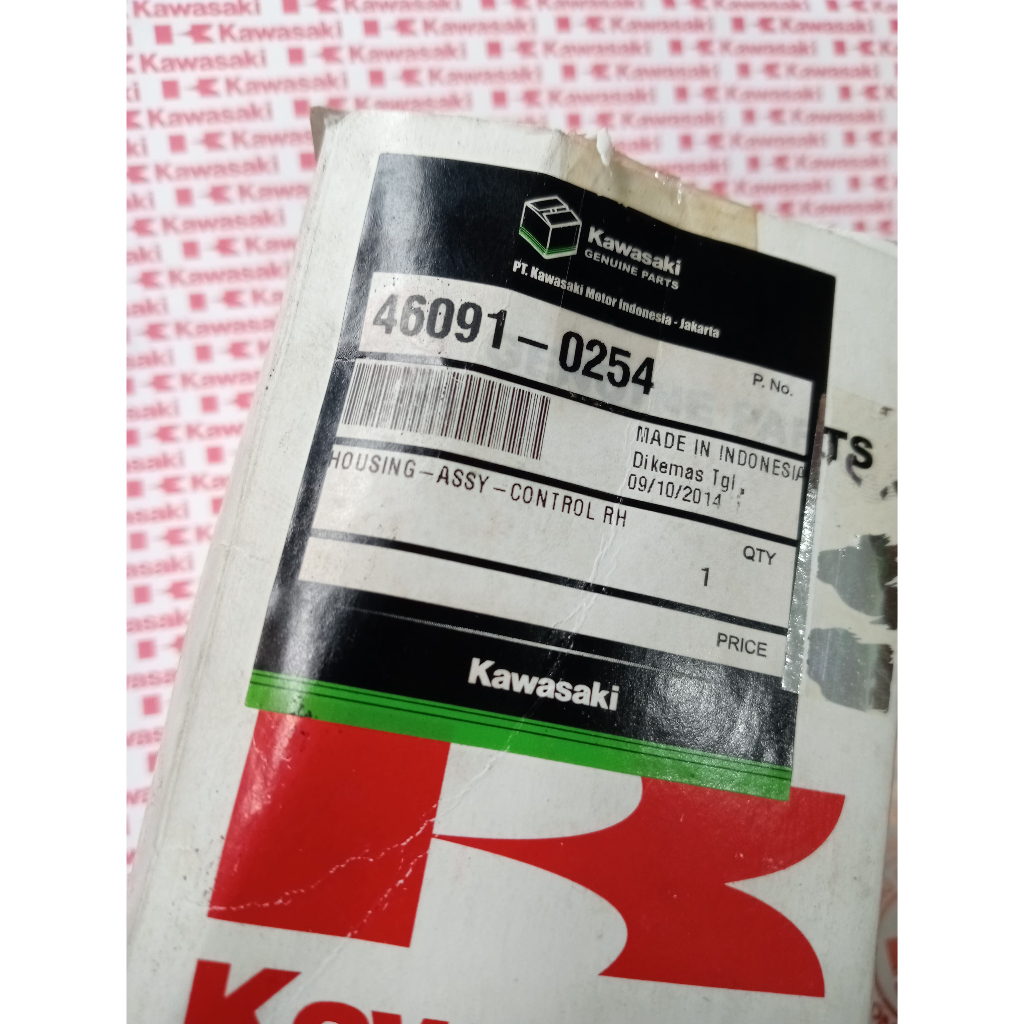 Kawasaki
GENUINE PARTS
PT. Kawasaki Motor Indonesia - Jakarta
46091-0254
P. No.
MADE IN INDONESIA
Dikemas Tgl.
09/10/2014
HOUSING-ASSY-CONTROL RH
QTY
1
PRICE
Kawasaki